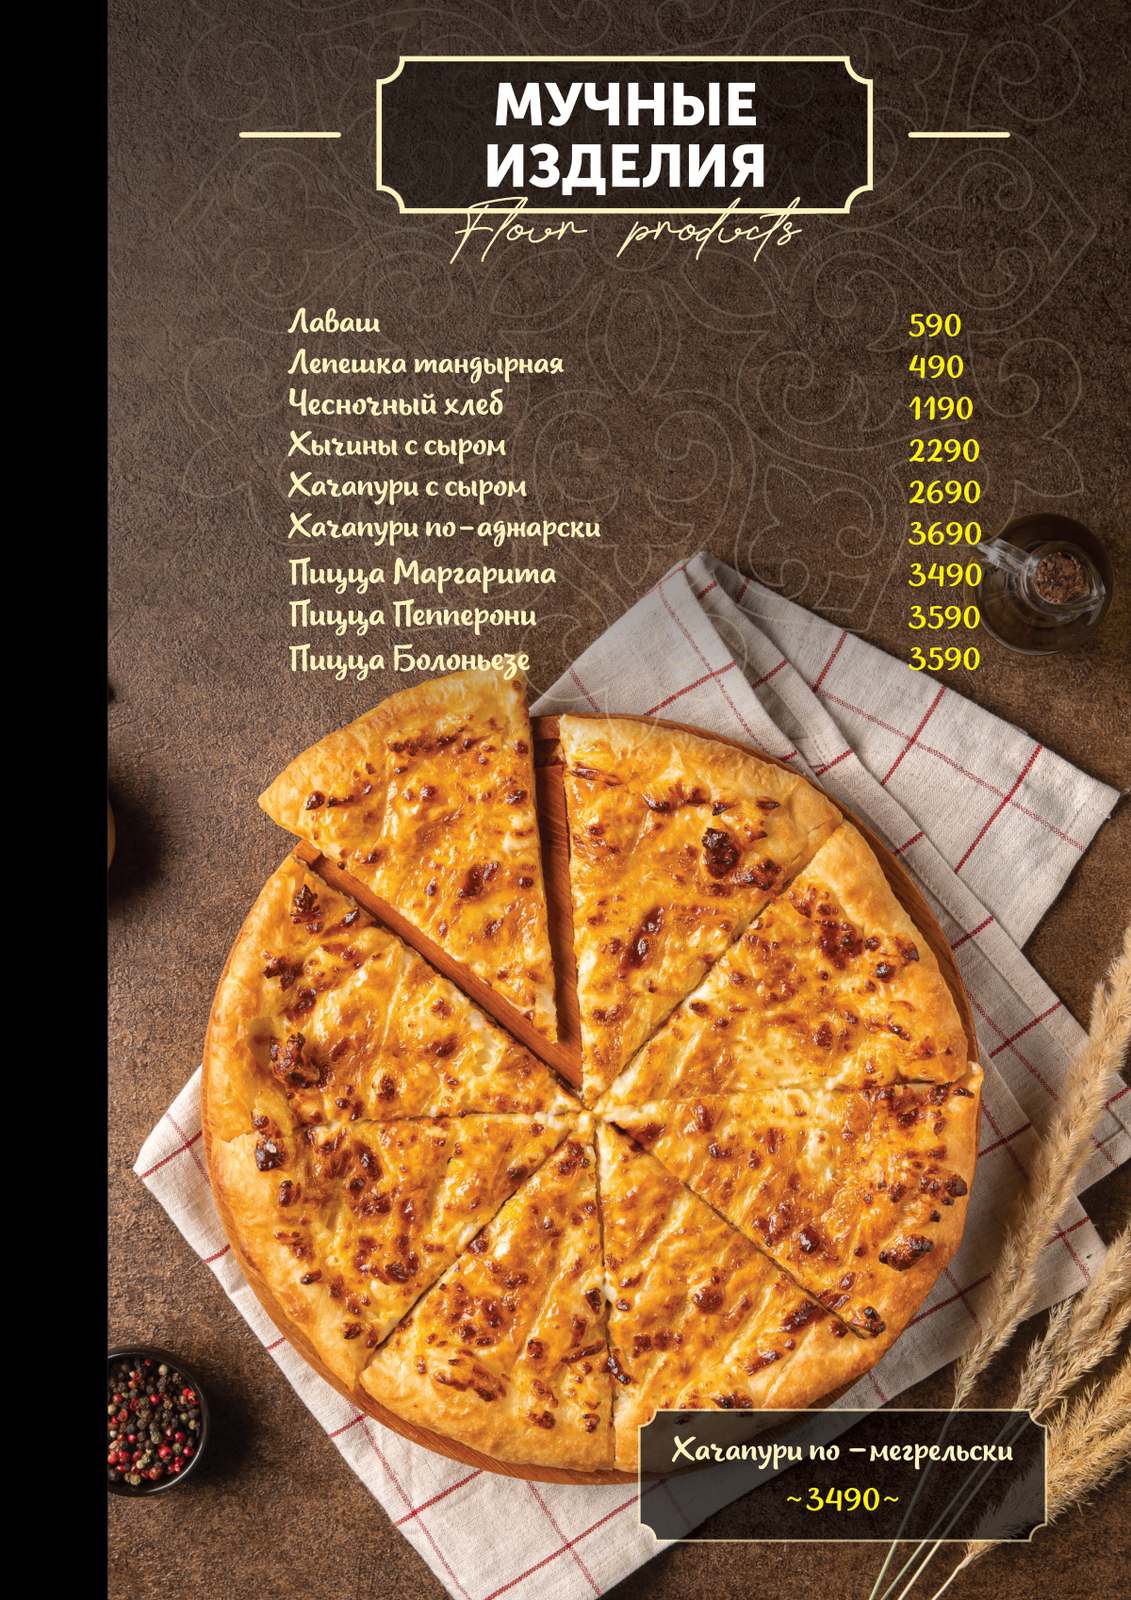 МУЧНЫЕ
ИЗДЕЛИЯ
Flour products
Лаваш 590
Лепешка тандырная 490
Чесночный хлеб 1190
Хычины с сыром 2290
Хачапури с сыром 2690
Хачапури по-аджарски 3690
Пицца Маргарита 3490
Пицца Пепперони 3590
Пицца Болоньезе 3590
Хачапури по -мегрельски
~3490~